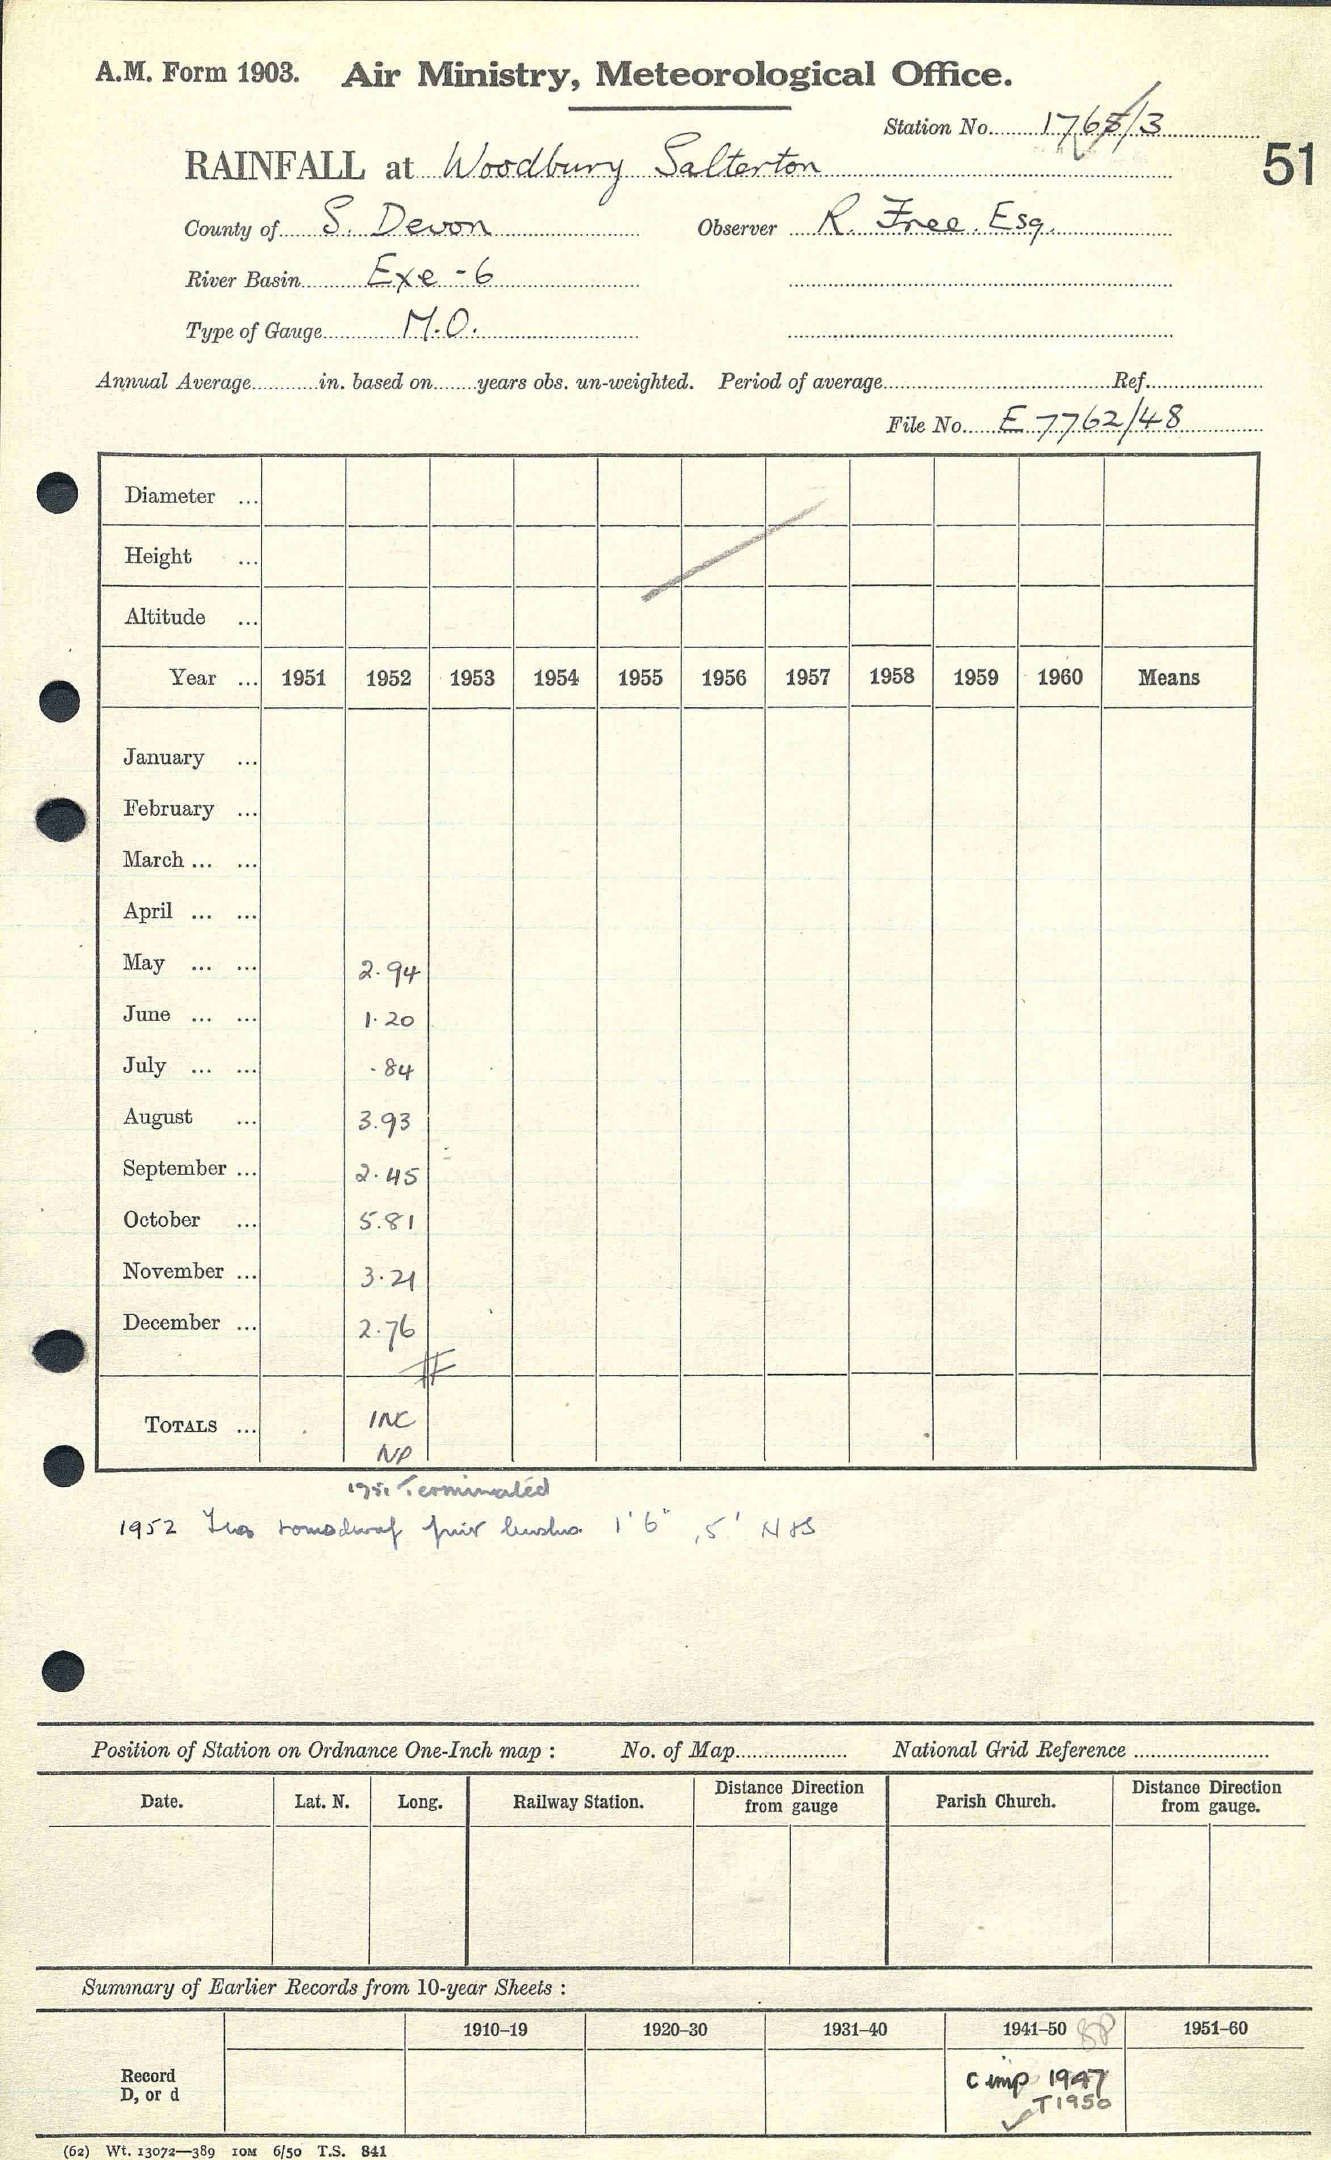 A.M. Form 1903. Air Ministry, Meteorological Office.
Station No. 1768/3
RAINFALL at Woodbury Salterton
51
County of S. Devon Observer R. Free. Esq.
River Basin Exe - 6
Type of Gauge M.O.
Annual Average in. based on years obs. un-weighted. Period of average Ref.
File No. E 7762/48
Diameter ...
Height ...
Altitude ...
Year ... 1951 1952 1953 1954 1955 1956 1957 1958 1959 1960 Means
January ...
February ...
March ... ...
April ... ...
May ... ... 2.94
June ... ... 1.20
July ... ... .84
August ... 3.93
September ... 2.45
October ... 5.81
November ... 3.21
December ... 2.76
TOTALS ... INC
NP
1951 Terminated
1952 Two fruit bushes 1'6", 5' N & S
Position of Station on Ordnance One-Inch map : No. of Map National Grid Reference
Date. Lat. N. Long. Railway Station. Distance Direction from gauge Parish Church. Distance Direction from gauge.
Summary of Earlier Records from 10-year Sheets :
1910–19 1920–30 1931–40 1941–50 1951–60
Record
D, or d
c imp 1947
T 1950
(62) Wt. 13072—389 10M 6/50 T.S. 841